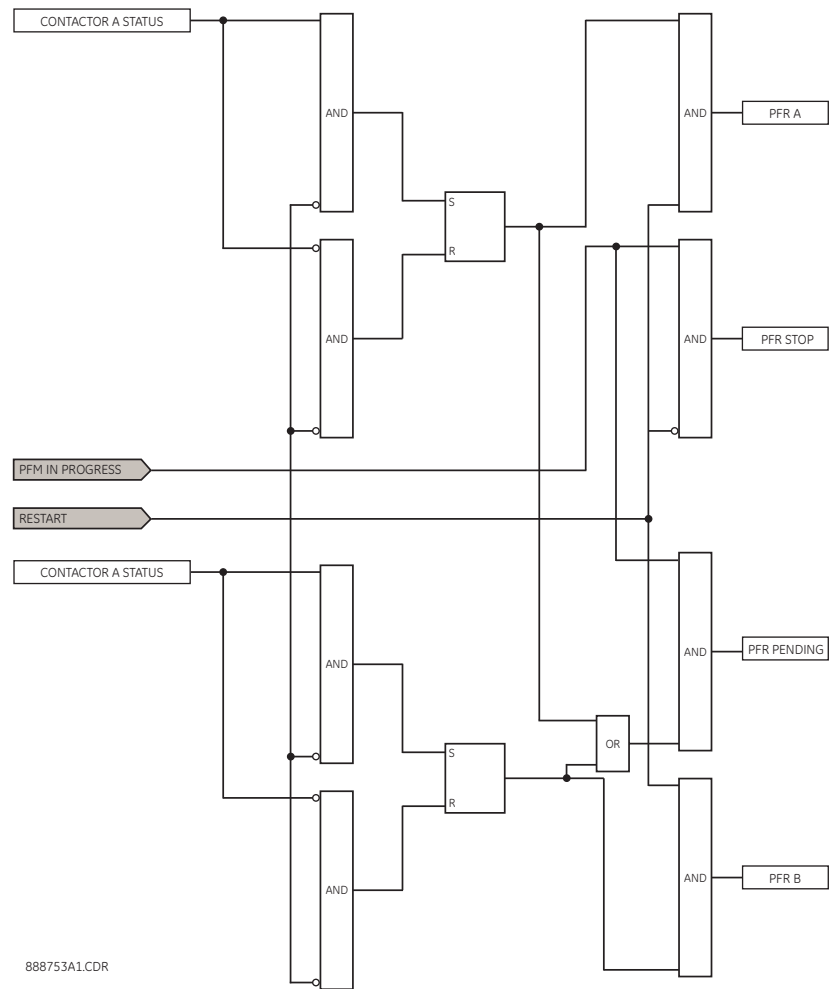 CONTACTOR A STATUS
AND
AND
PFR A
S
R
AND
AND
PFR STOP
PFM IN PROGRESS
RESTART
CONTACTOR A STATUS
AND
AND
PFR PENDING
S
R
OR
AND
AND
PFR B
888753A1.CDR